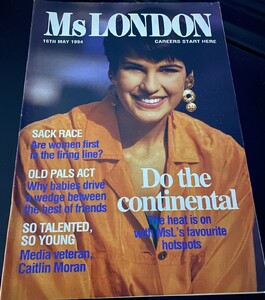 Ms LONDON
16TH MAY 1994
CAREERS START HERE
SACK RACE
Are women first
in the firing line?
OLD PALS ACT
Why babies drive
a wedge between
the best of friends
SO TALENTED,
SO YOUNG
Media veteran,
Caitlin Moran
Do the
continental
The heat is on
with MsL's favourite
hotspots